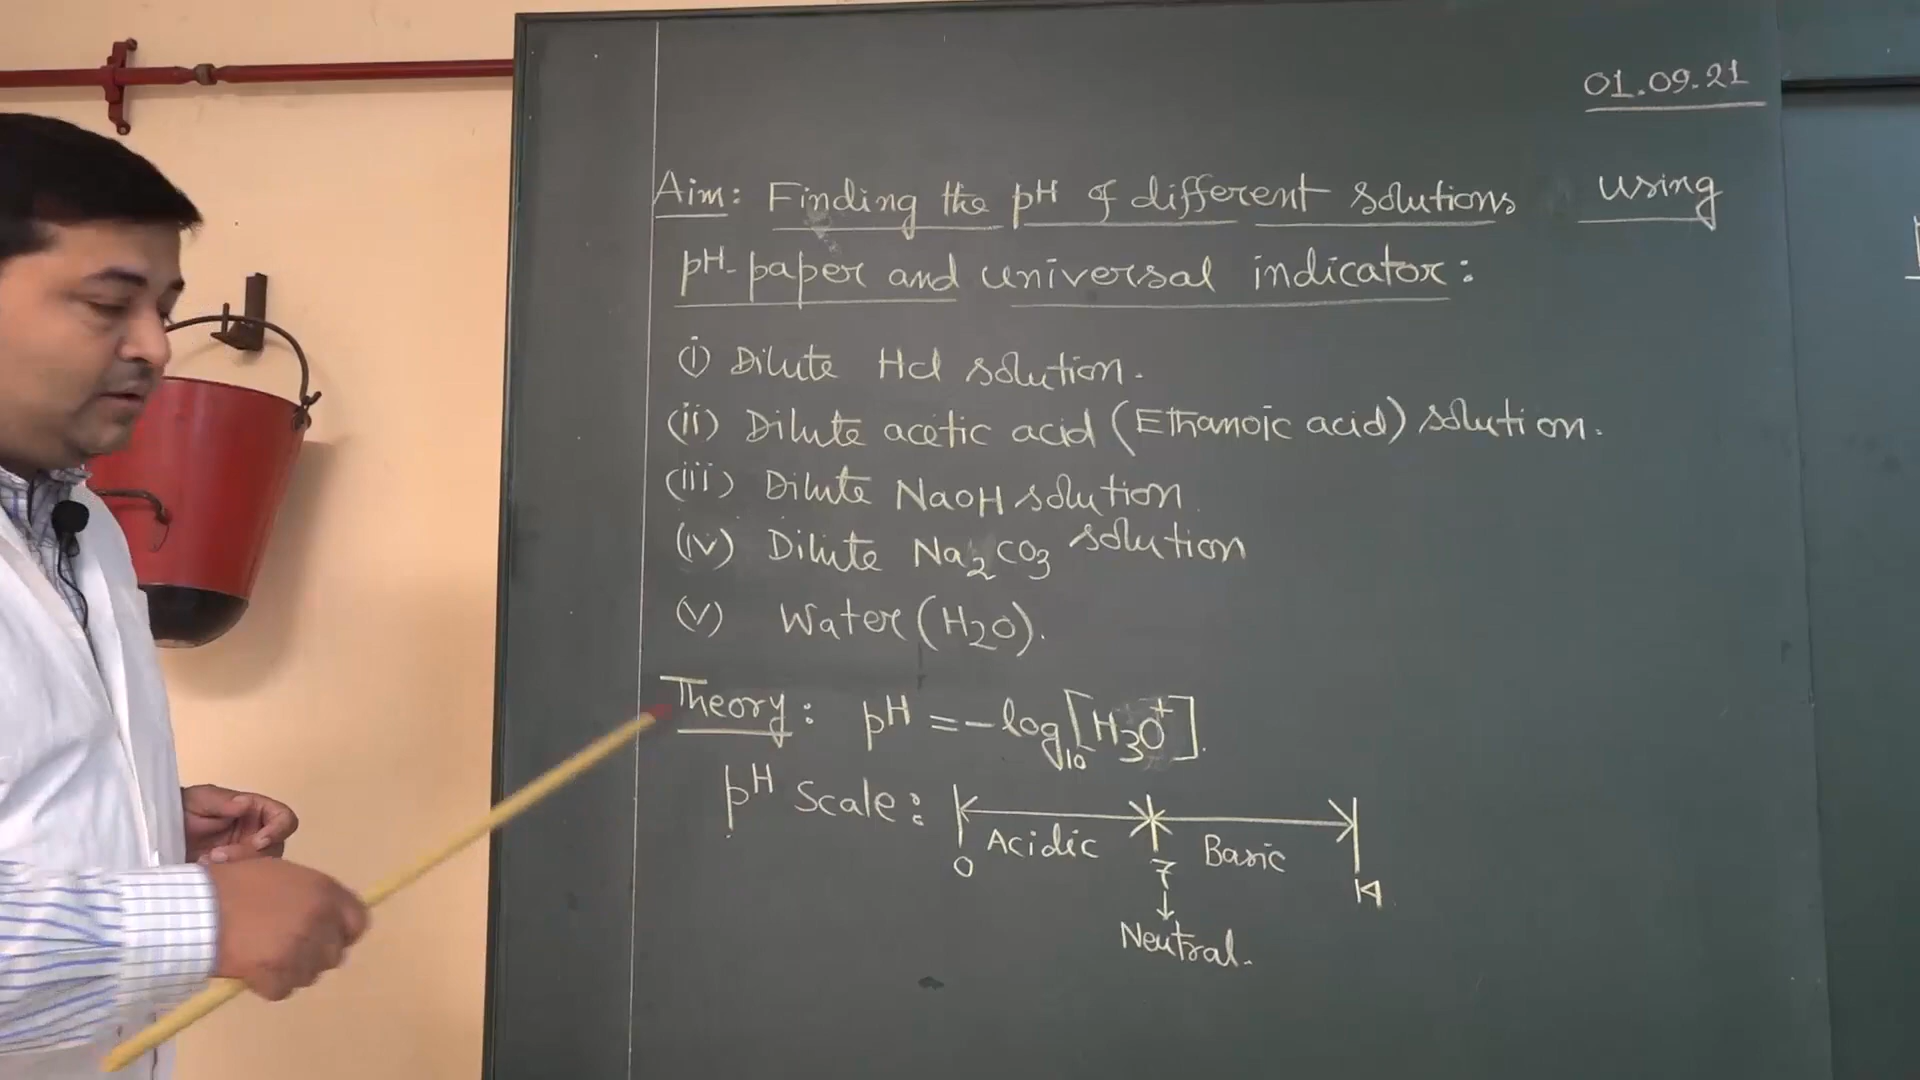 01.09.21
Aim: Finding the pH of different solutions using
pH-paper and universal indicator:
(i) Dilute Hcl solution.
(ii) Dilute acetic acid (Ethanoic acid) solution.
(iii) Dilute NaOH solution.
(iv) Dilute Na₂CO₃ solution
(v) Water (H₂O).
Theory: pH = -log₁₀[H₃O⁺].
pH Scale:
Acidic Basic
0 7 14
Neutral.